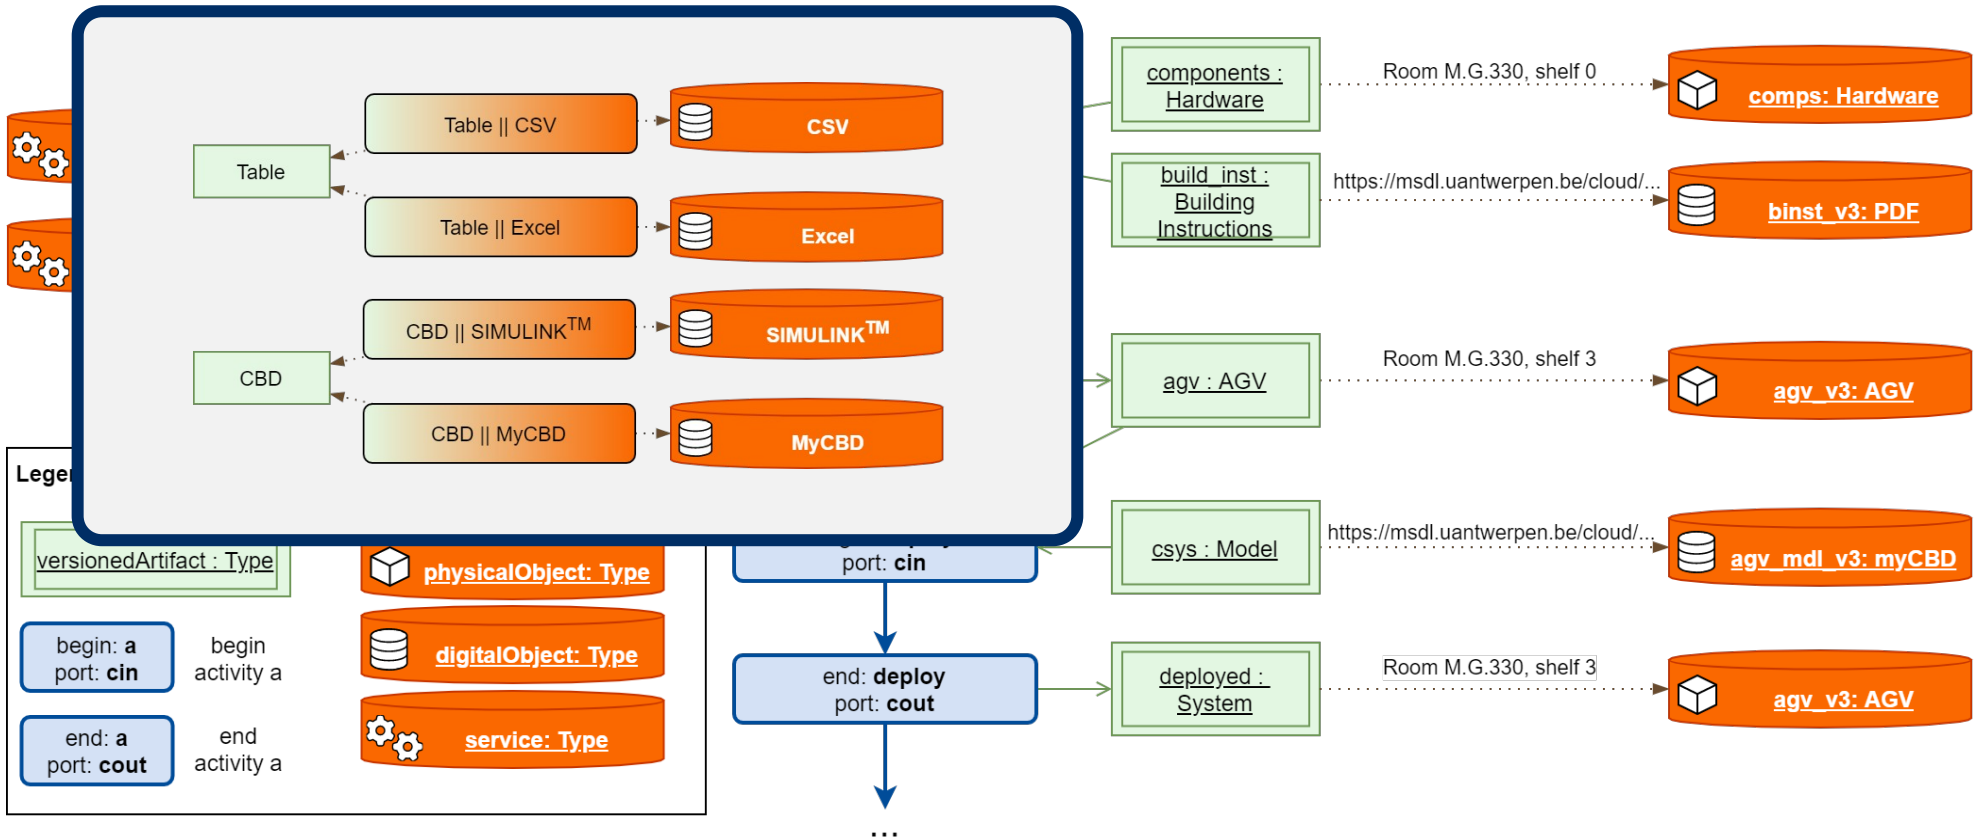 Table || CSV
CSV
Table
Table || Excel
Excel
CBD || SIMULINK™
SIMULINK™
CBD
CBD || MyCBD
MyCBD
components :
Hardware
Room M.G.330, shelf 0
comps: Hardware
build_inst :
Building
Instructions
https://msdl.uantwerpen.be/cloud/...
binst_v3: PDF
agv : AGV
Room M.G.330, shelf 3
agv_v3: AGV
csys : Model
https://msdl.uantwerpen.be/cloud/...
agv_mdl_v3: myCBD
port: cin
end: deploy
port: cout
deployed :
System
Room M.G.330, shelf 3
agv_v3: AGV
...
versionedArtifact : Type
physicalObject: Type
begin: a
port: cin
begin
activity a
digitalObject: Type
end: a
port: cout
end
activity a
service: Type